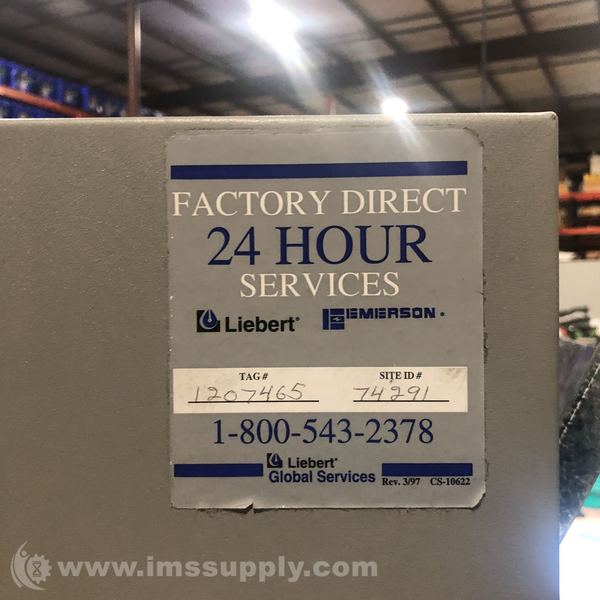 FACTORY DIRECT
24 HOUR
SERVICES
Liebert® EMERSON®
TAG # SITE ID #
1207465 74291
1-800-543-2378
Liebert®
Global Services Rev. 3/97 CS-10622
www.imssupply.com